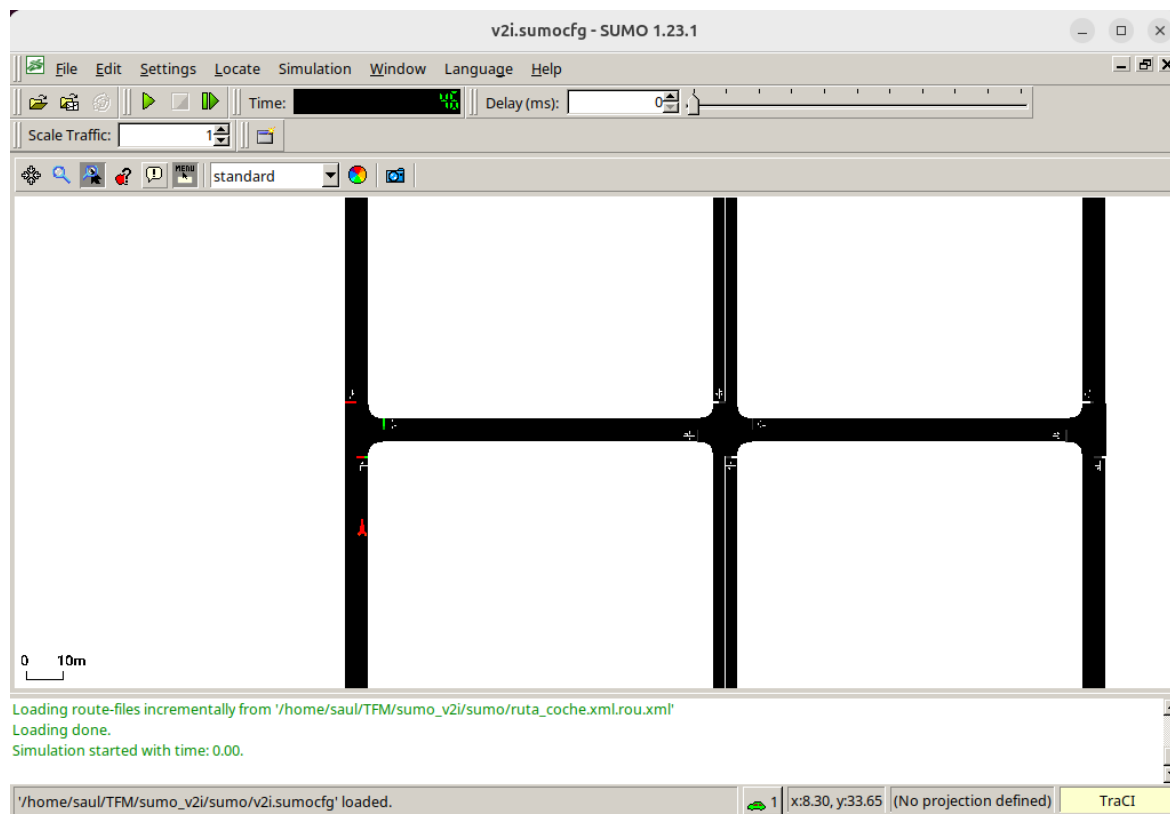 v2i.sumocfg - SUMO 1.23.1
File Edit Settings Locate Simulation Window Language Help
Time: 46 Delay (ms): 0
Scale Traffic: 1
MENU standard
0 10m
Loading route-files incrementally from '/home/saul/TFM/sumo_v2i/sumo/ruta_coche.xml.rou.xml'
Loading done.
Simulation started with time: 0.00.
'/home/saul/TFM/sumo_v2i/sumo/v2i.sumocfg' loaded. 1 x:8.30, y:33.65 (No projection defined) TraCI